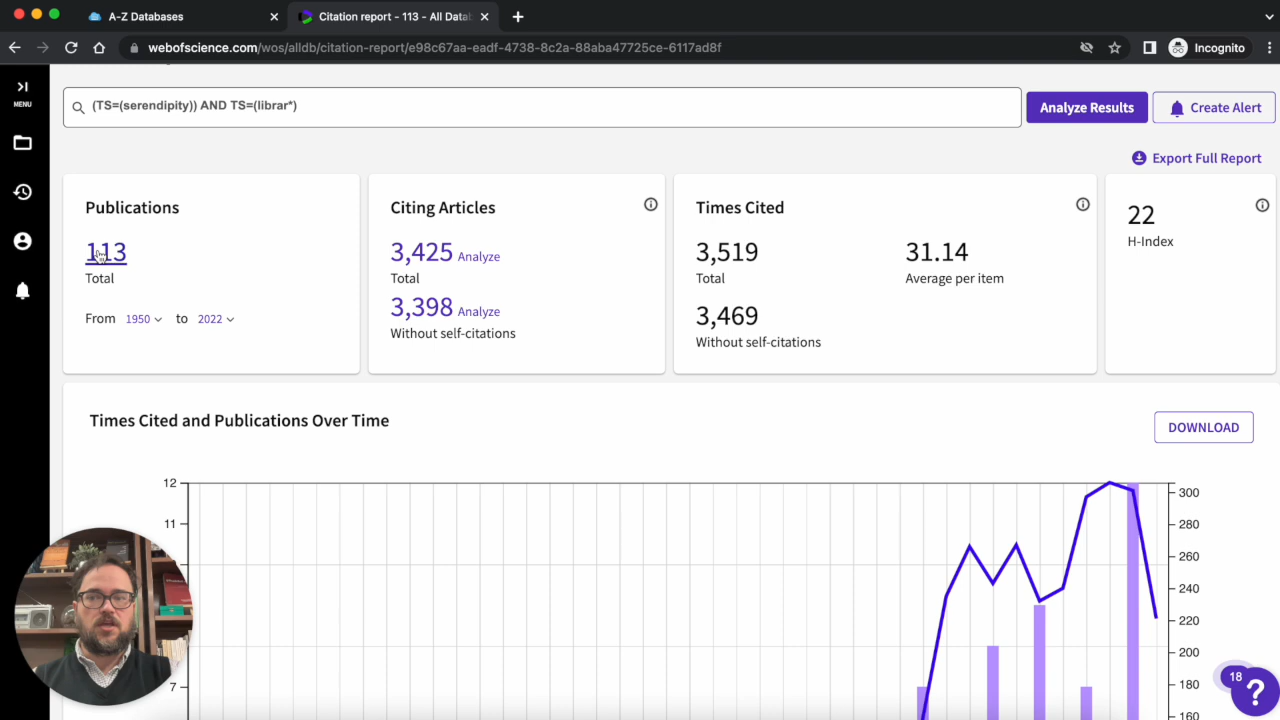 A-Z Databases
Citation report - 113 - All Data
webofscience.com/wos/alldb/citation-report/e98c67aa-eadf-4738-8c2a-88aba47725ce-6117ad8f
Incognito
MENU
(TS=(serendipity)) AND TS=(librar*)
Analyze Results
Create Alert
Export Full Report
Publications
113
Total
From 1950 to 2022
Citing Articles
3,425 Analyze
Total
3,398 Analyze
Without self-citations
Times Cited
3,519
Total
31.14
Average per item
3,469
Without self-citations
22
H-Index
Times Cited and Publications Over Time
DOWNLOAD
12
11
7
300
280
260
240
220
200
180
160
18
?